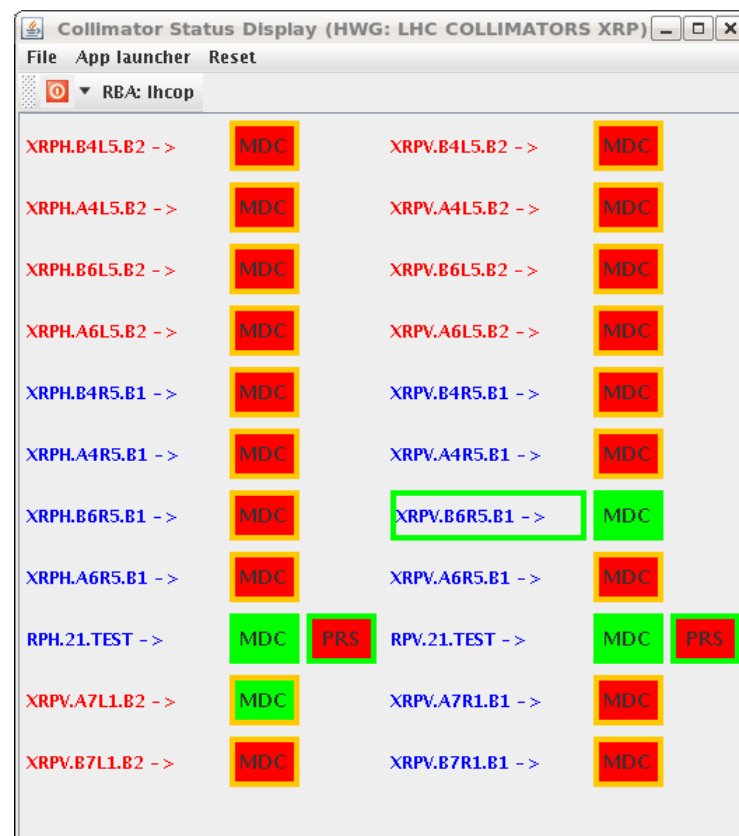 Collimator Status Display (HWG: LHC COLLIMATORS XRP)
File App launcher Reset
RBA: lhcop
XRPH.B4L5.B2 -> MDC XRPV.B4L5.B2 -> MDC
XRPH.A4L5.B2 -> MDC XRPV.A4L5.B2 -> MDC
XRPH.B6L5.B2 -> MDC XRPV.B6L5.B2 -> MDC
XRPH.A6L5.B2 -> MDC XRPV.A6L5.B2 -> MDC
XRPH.B4R5.B1 -> MDC XRPV.B4R5.B1 -> MDC
XRPH.A4R5.B1 -> MDC XRPV.A4R5.B1 -> MDC
XRPH.B6R5.B1 -> MDC XRPV.B6R5.B1 -> MDC
XRPH.A6R5.B1 -> MDC XRPV.A6R5.B1 -> MDC
RPH.21.TEST -> MDC PRS RPV.21.TEST -> MDC PRS
XRPV.A7L1.B2 -> MDC XRPV.A7R1.B1 -> MDC
XRPV.B7L1.B2 -> MDC XRPV.B7R1.B1 -> MDC